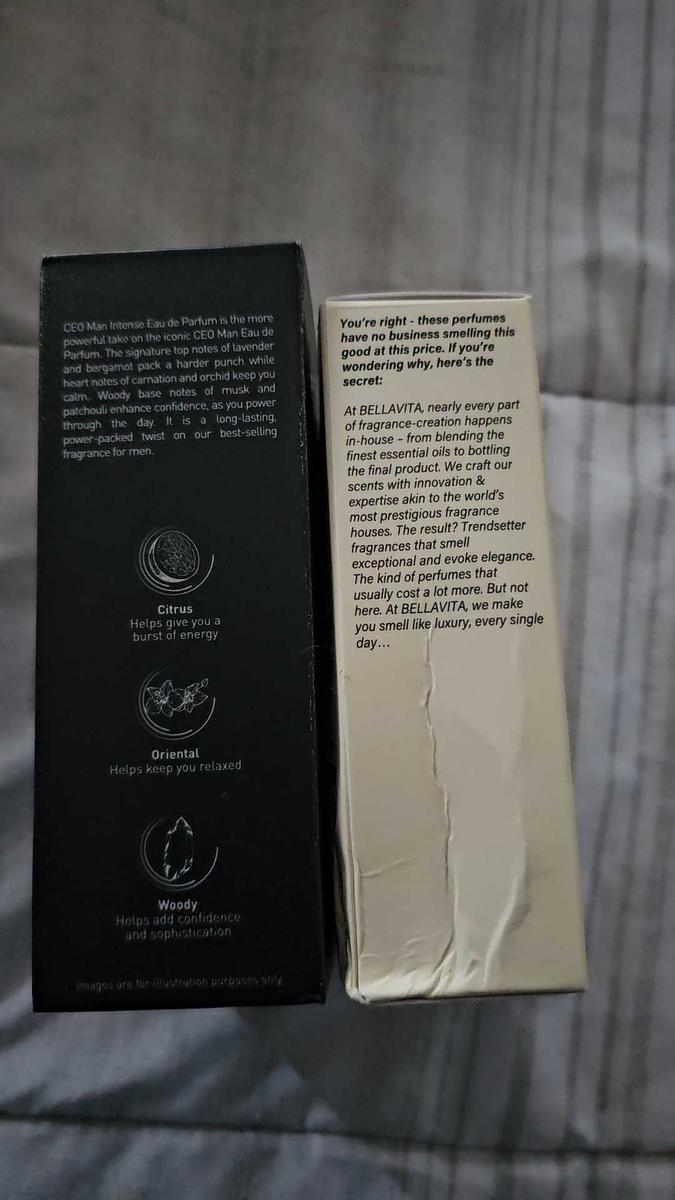 CEO Man Intense Eau de Parfum is the more
powerful take on the iconic CEO Man Eau de
Parfum. The signature top notes of lavender
and bergamot pack a harder punch while
heart notes of carnation and orchid keep you
calm. Woody base notes of musk and
patchouli enhance confidence, as you power
through the day. It is a long-lasting,
power-packed twist on our best-selling
fragrance for men.
Citrus
Helps give you a
burst of energy
Oriental
Helps keep you relaxed
Woody
Helps add confidence
and sophistication
Images are for illustration purposes only
You're right - these perfumes
have no business smelling this
good at this price. If you're
wondering why, here's the
secret:
At BELLAVITA, nearly every part
of fragrance-creation happens
in-house – from blending the
finest essential oils to bottling
the final product. We craft our
scents with innovation &
expertise akin to the world's
most prestigious fragrance
houses. The result? Trendsetter
fragrances that smell
exceptional and evoke elegance.
The kind of perfumes that
usually cost a lot more. But not
here. At BELLAVITA, we make
you smell like luxury, every single
day...